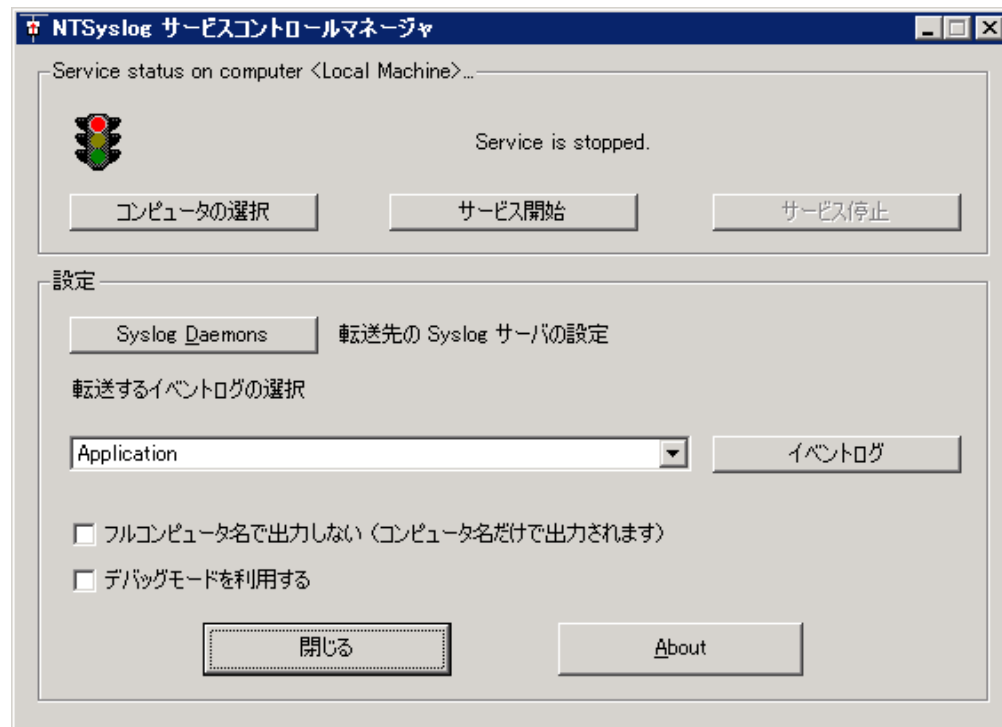 NTSyslog サービスコントロールマネージャ
Service status on computer <Local Machine>...
Service is stopped.
コンピュータの選択 サービス開始 サービス停止
設定
Syslog Daemons 転送先の Syslog サーバの設定
転送するイベントログの選択
Application イベントログ
フルコンピュータ名で出力しない（コンピュータ名だけで出力されます）
デバッグモードを利用する
閉じる About